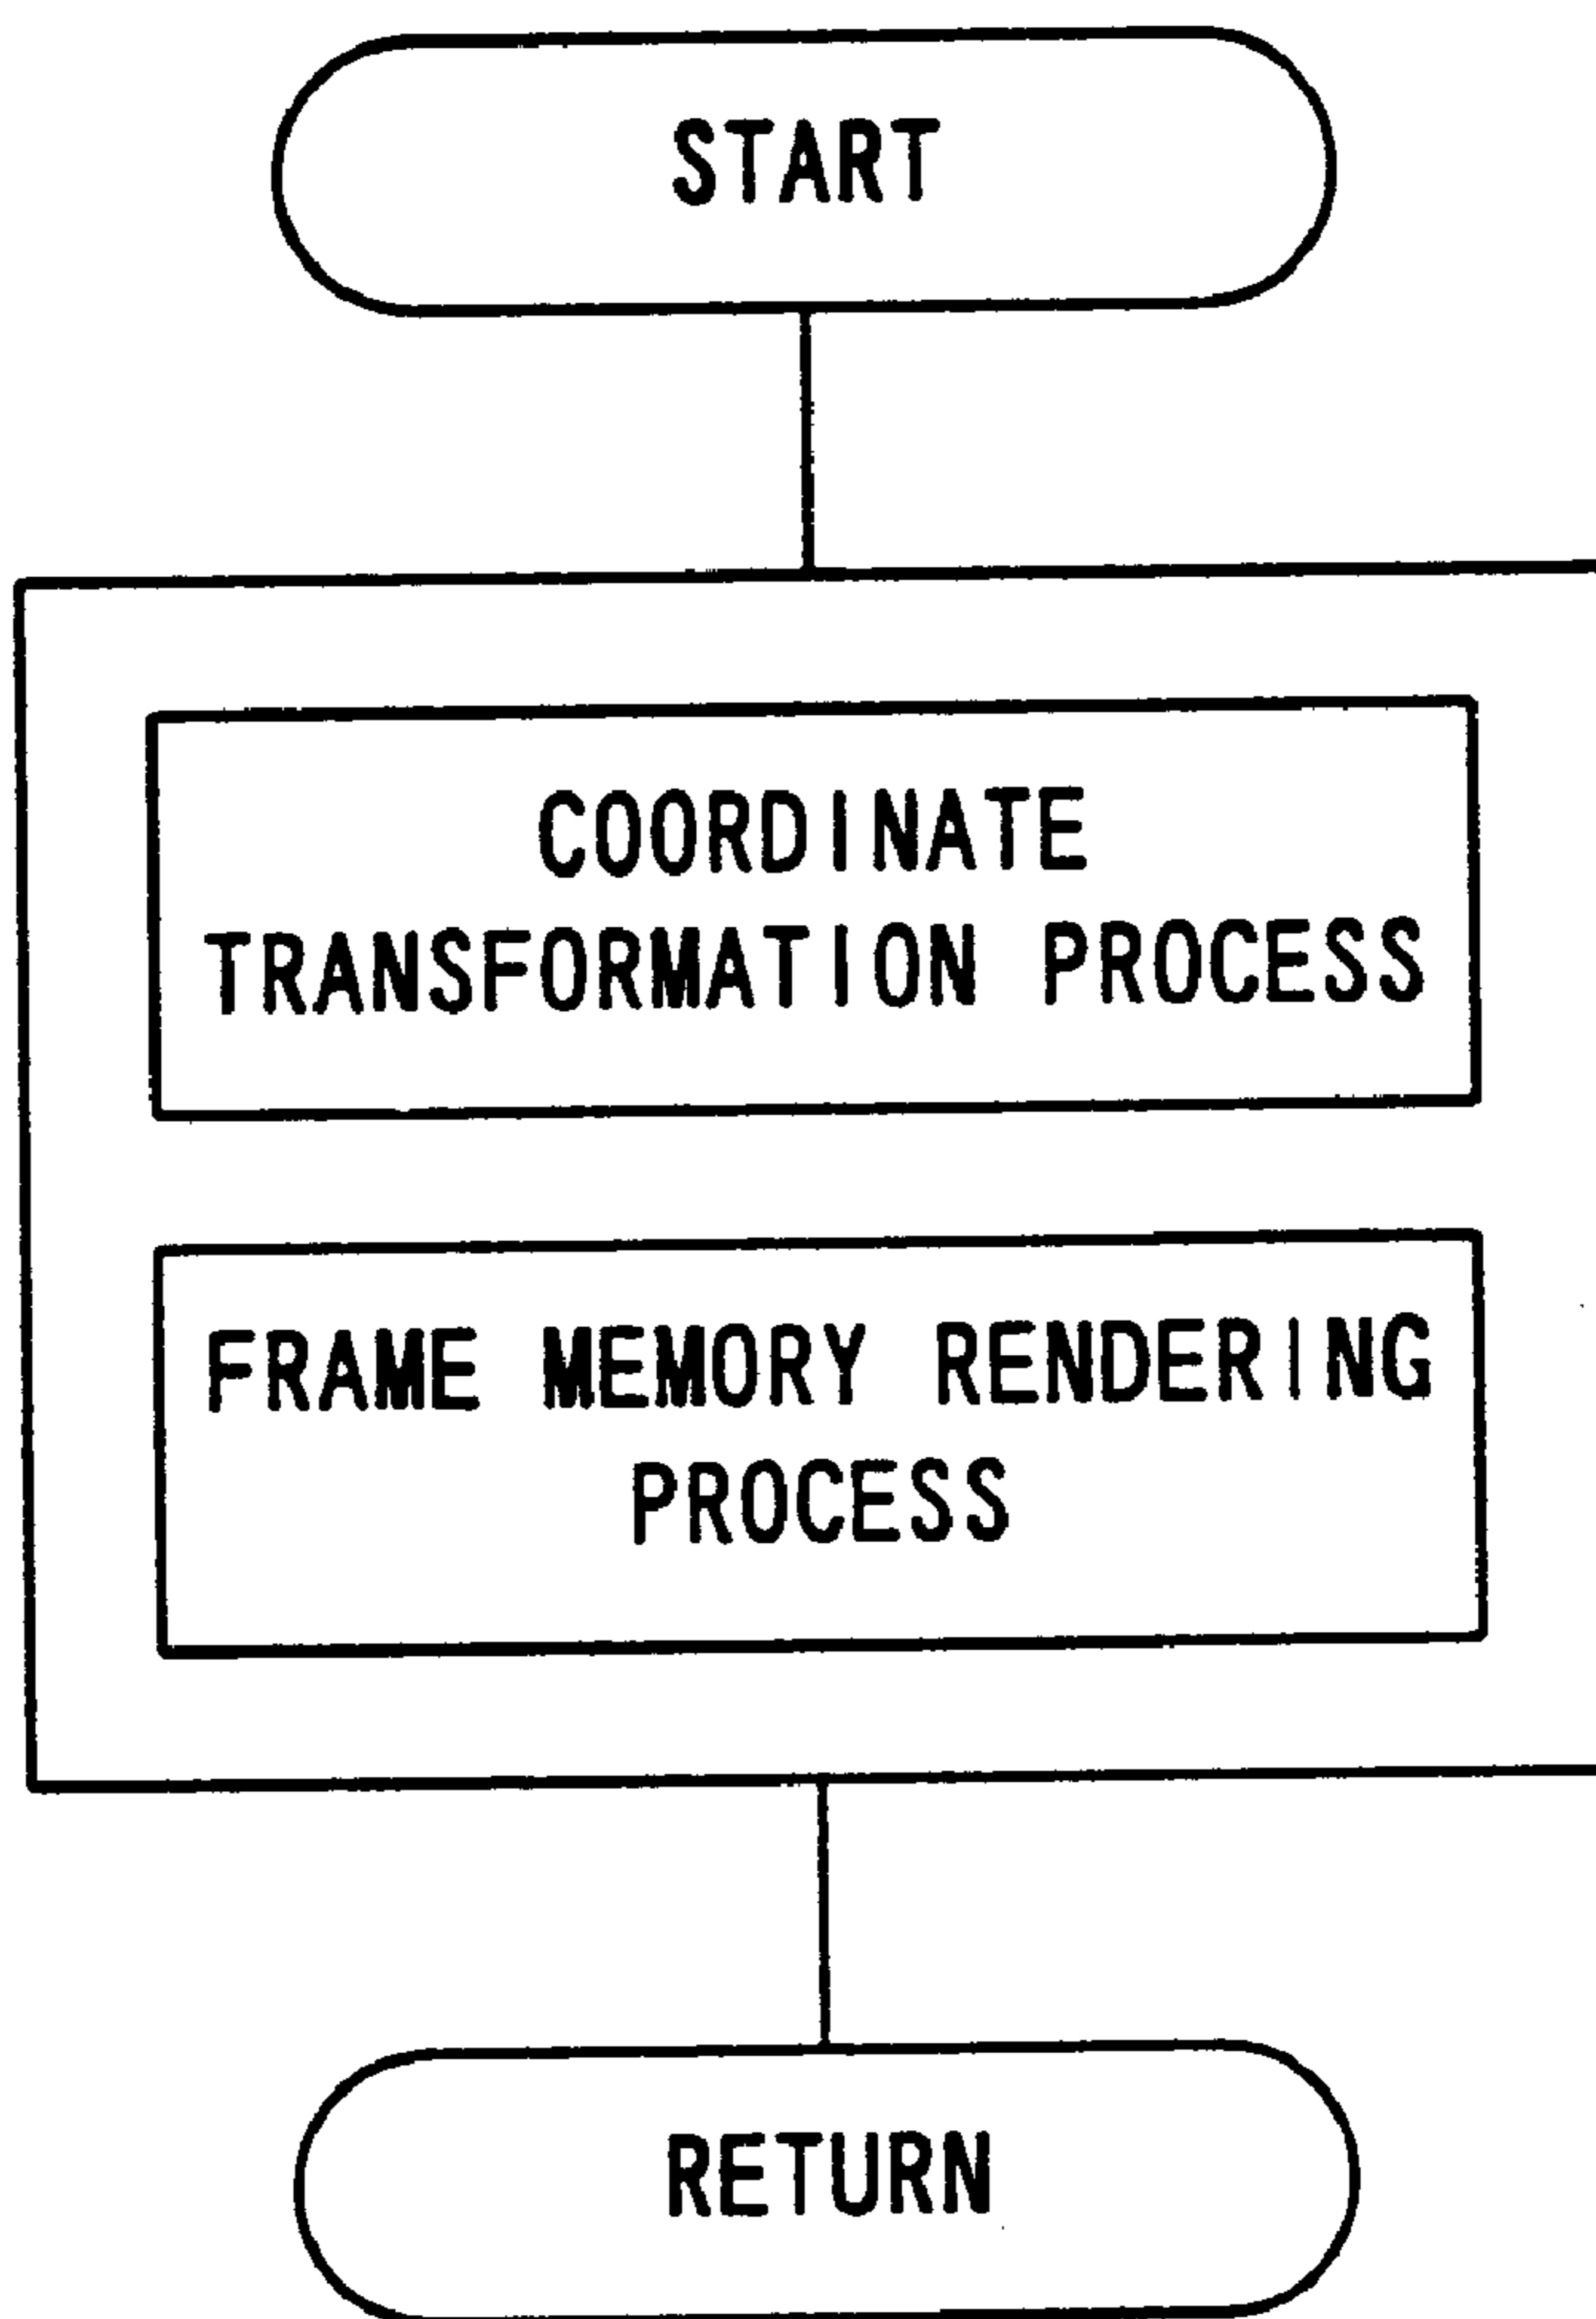 START
COORDINATE
TRANSFORMATION PROCESS
FRAME MEMORY RENDERING
PROCESS
RETURN